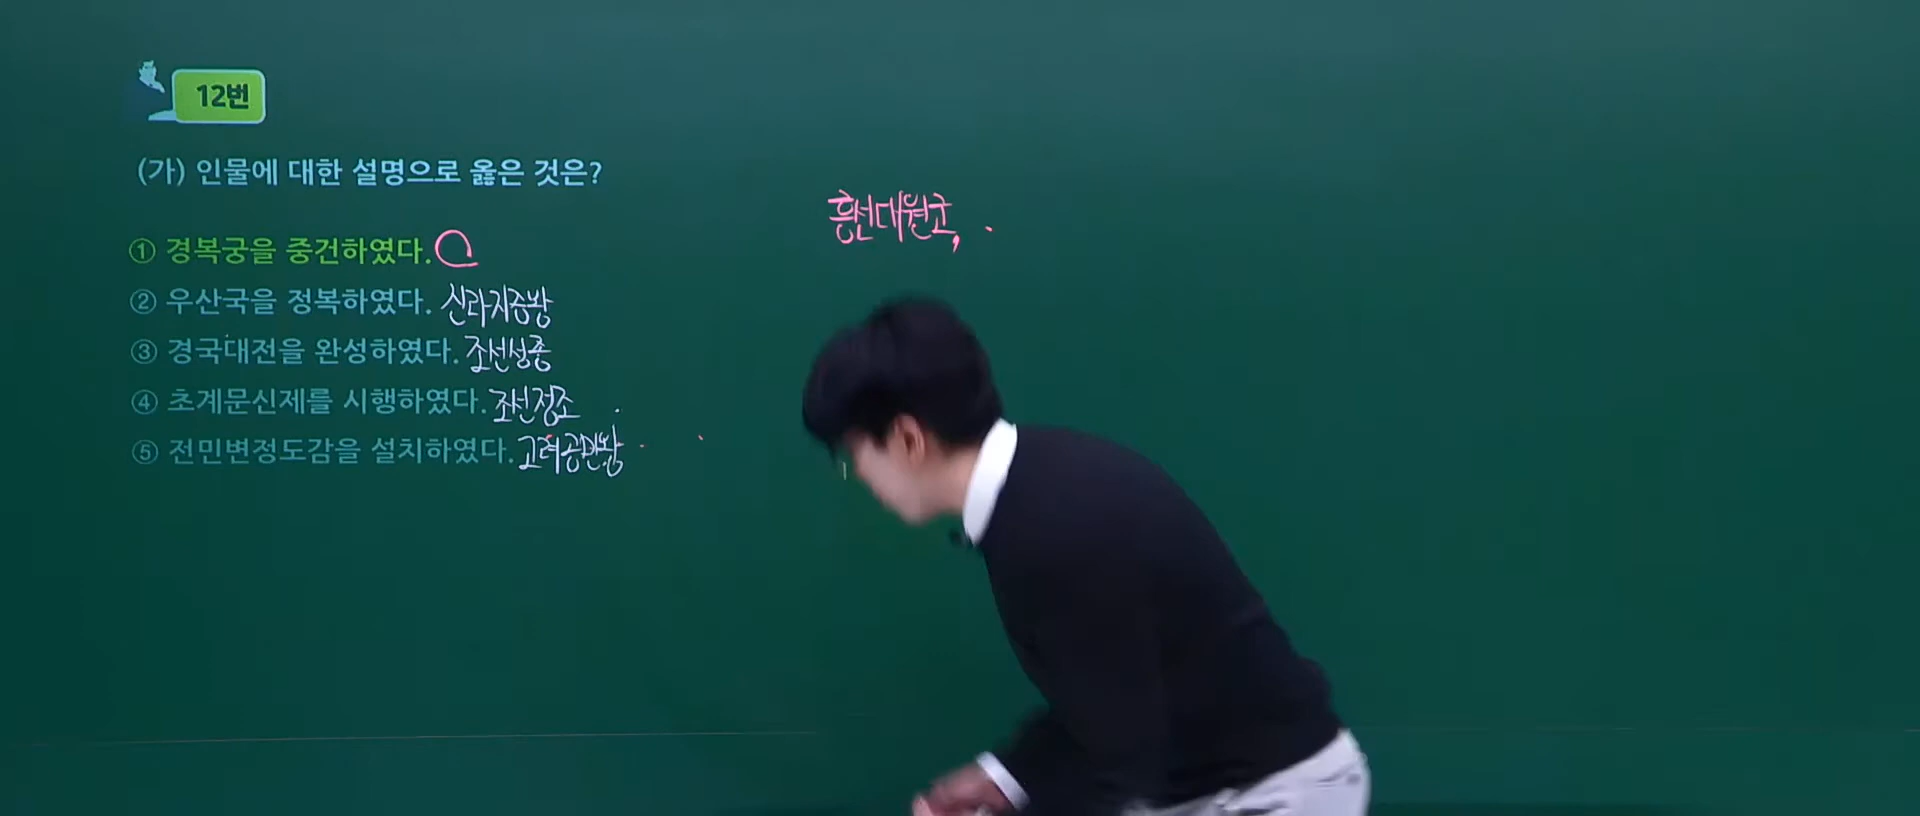 12번
(가) 인물에 대한 설명으로 옳은 것은?
흥선대원군,
① 경복궁을 중건하였다.
② 우산국을 정복하였다. 신라지증왕
③ 경국대전을 완성하였다. 조선성종
④ 초계문신제를 시행하였다. 조선정조
⑤ 전민변정도감을 설치하였다. 고려공민왕